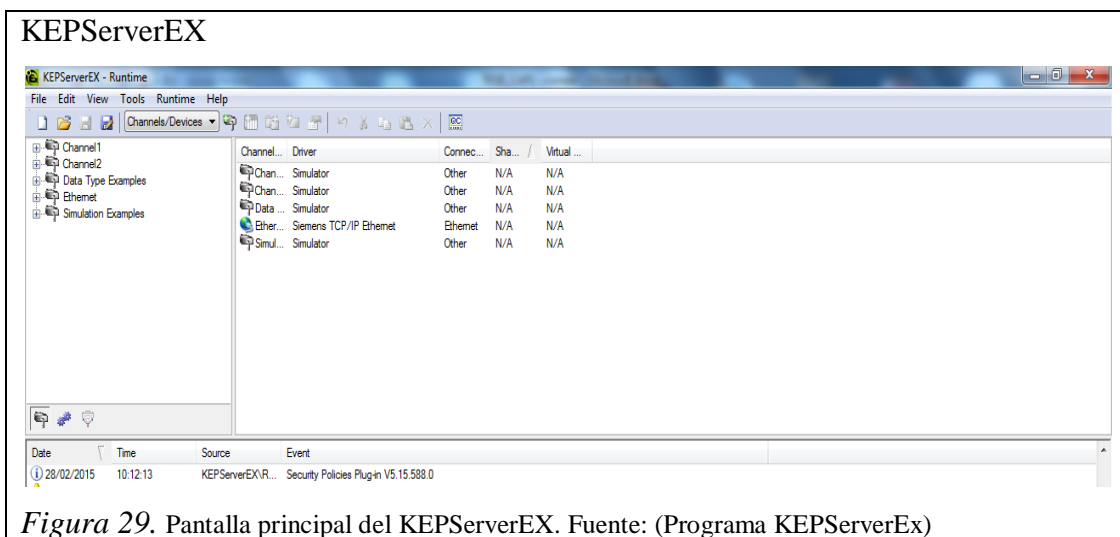 KEPServerEX
KEPServerEX - Runtime
File Edit View Tools Runtime Help
Channels/Devices
Channel1
Channel2
Data Type Examples
Ethernet
Simulation Examples
Channel... Driver Connec... Sha... Virtual ...
Chan... Simulator Other N/A N/A
Chan... Simulator Other N/A N/A
Data ... Simulator Other N/A N/A
Ether... Siemens TCP/IP Ethernet Ethernet N/A N/A
Simul... Simulator Other N/A N/A
Date Time Source Event
28/02/2015 10:12:13 KEPServerEX\R... Security Policies Plug-in V5.15.588.0
Figura 29. Pantalla principal del KEPServerEX. Fuente: (Programa KEPServerEx)